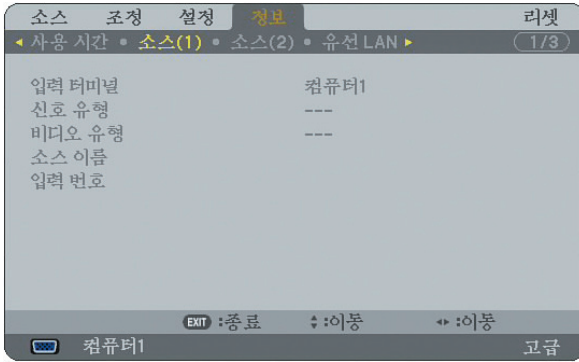 소스 조정 설정 정보 리셋
◂ 사용 시간 • 소스(1) • 소스(2) • 유선 LAN ▸ 1/3
입력 터미널 컴퓨터1
신호 유형 ---
비디오 유형 ---
소스 이름
입력 번호
EXIT :종료 :이동 :이동
컴퓨터1 고급